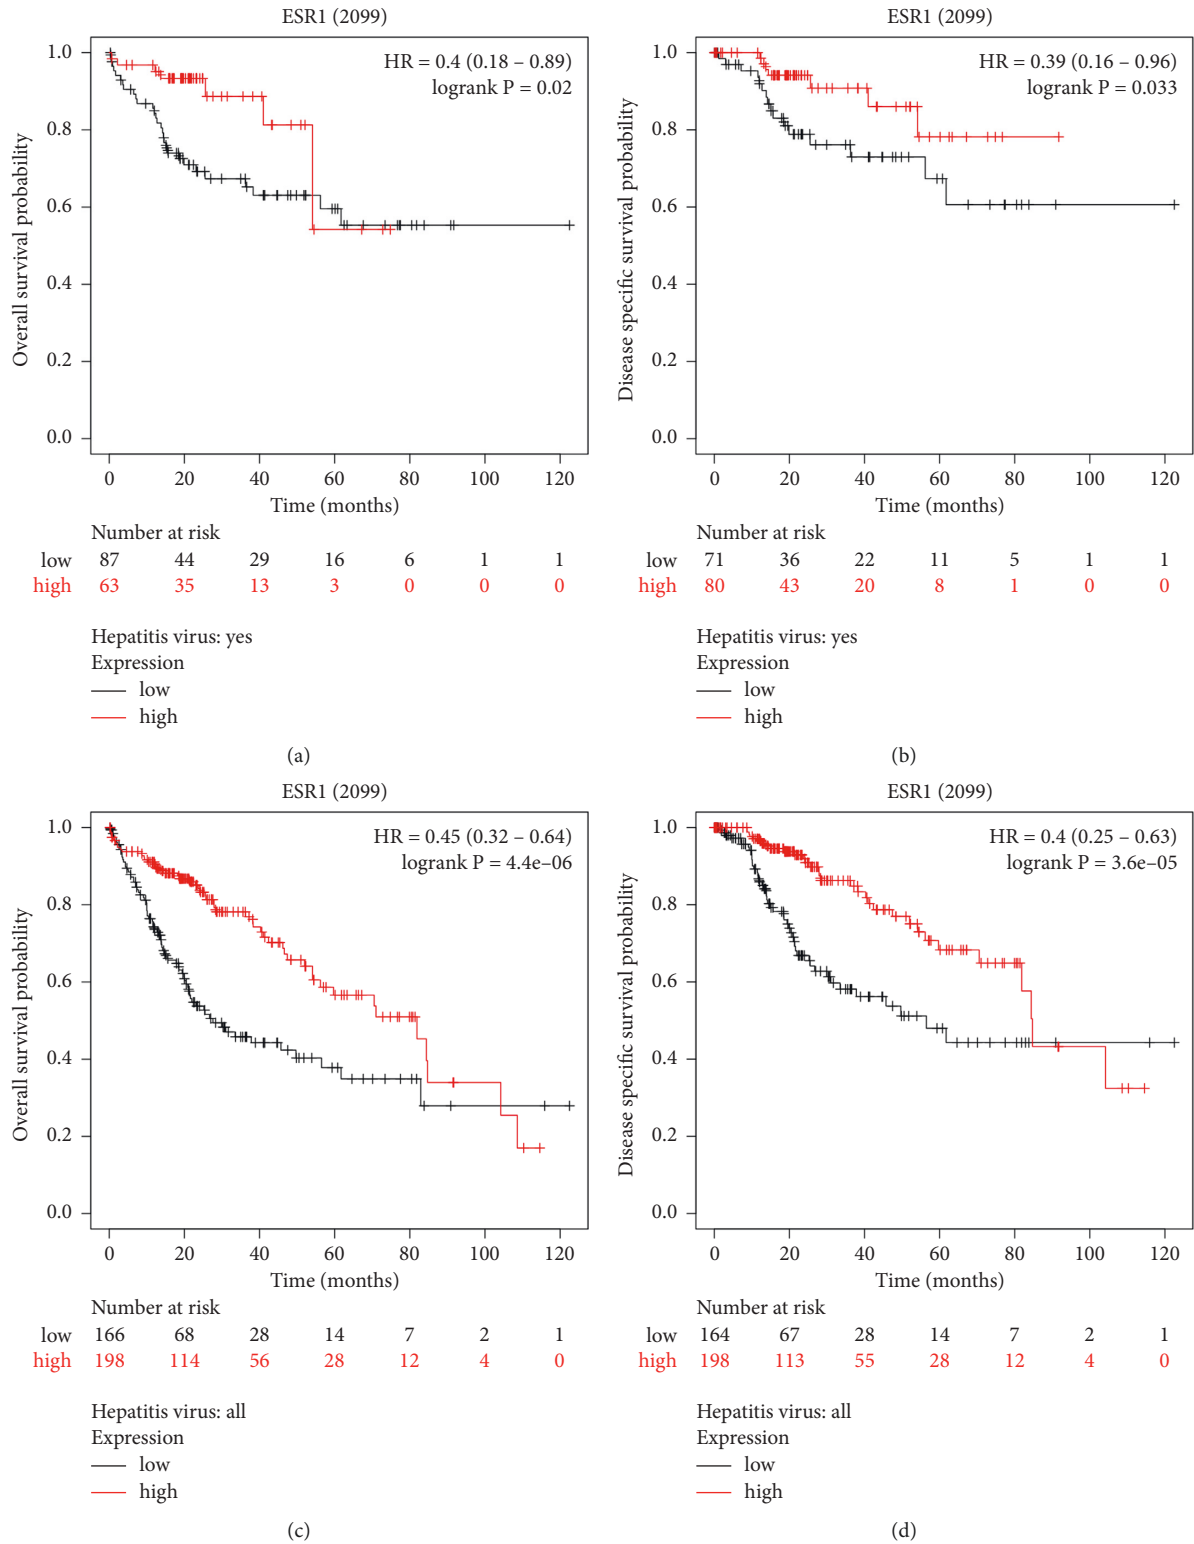 ESR1 (2099)
HR = 0.4 (0.18 – 0.89)
logrank P = 0.02
Overall survival probability
1.0
0.8
0.6
0.4
0.2
0.0
0 20 40 60 80 100 120
Time (months)
Number at risk
low 87 44 29 16 6 1 1
high 63 35 13 3 0 0 0
Hepatitis virus: yes
Expression
low
high
(a)
ESR1 (2099)
HR = 0.39 (0.16 – 0.96)
logrank P = 0.033
Disease specific survival probability
1.0
0.8
0.6
0.4
0.2
0.0
0 20 40 60 80 100 120
Time (months)
Number at risk
low 71 36 22 11 5 1 1
high 80 43 20 8 1 0 0
Hepatitis virus: yes
Expression
low
high
(b)
ESR1 (2099)
HR = 0.45 (0.32 – 0.64)
logrank P = 4.4e–06
Overall survival probability
1.0
0.8
0.6
0.4
0.2
0.0
0 20 40 60 80 100 120
Time (months)
Number at risk
low 166 68 28 14 7 2 1
high 198 114 56 28 12 4 0
Hepatitis virus: all
Expression
low
high
(c)
ESR1 (2099)
HR = 0.4 (0.25 – 0.63)
logrank P = 3.6e–05
Disease specific survival probability
1.0
0.8
0.6
0.4
0.2
0.0
0 20 40 60 80 100 120
Time (months)
Number at risk
low 164 67 28 14 7 2 1
high 198 113 55 28 12 4 0
Hepatitis virus: all
Expression
low
high
(d)